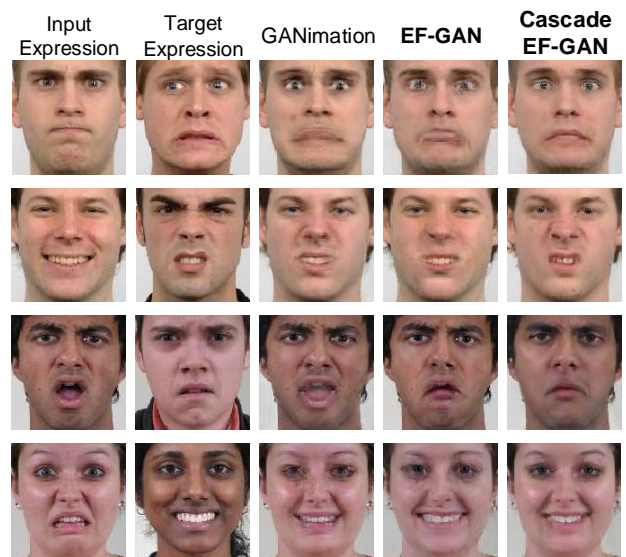 Input
Expression
Target
Expression
GANimation
EF-GAN
Cascade
EF-GAN